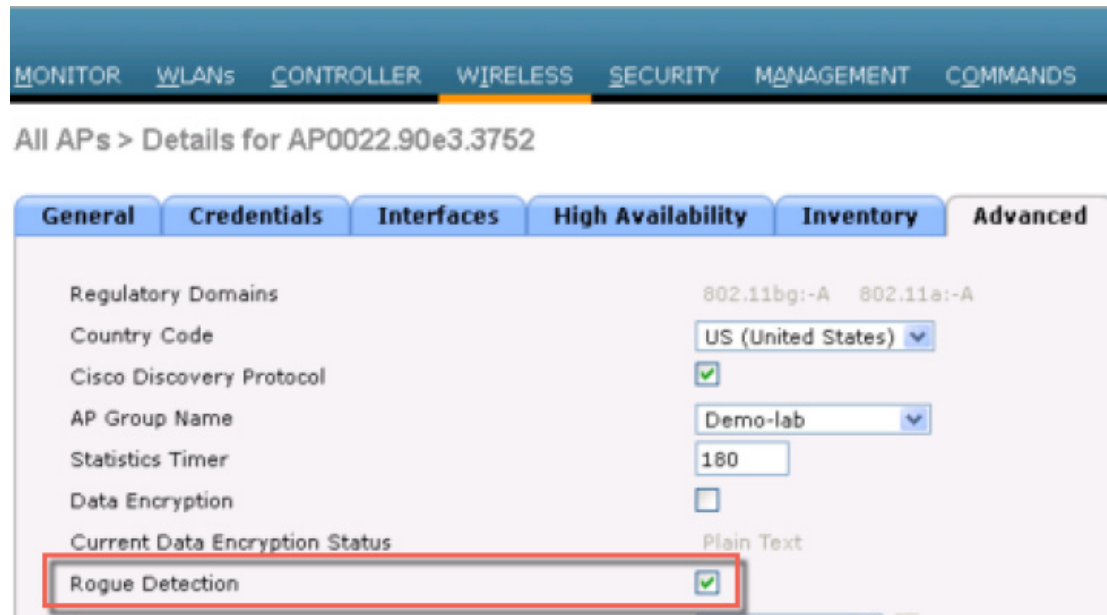 MONITOR WLANs CONTROLLER WIRELESS SECURITY MANAGEMENT COMMANDS
All APs > Details for AP0022.90e3.3752
General Credentials Interfaces High Availability Inventory Advanced
Regulatory Domains 802.11bg:-A 802.11a:-A
Country Code US (United States)
Cisco Discovery Protocol
AP Group Name Demo-lab
Statistics Timer 180
Data Encryption
Current Data Encryption Status Plain Text
Rogue Detection